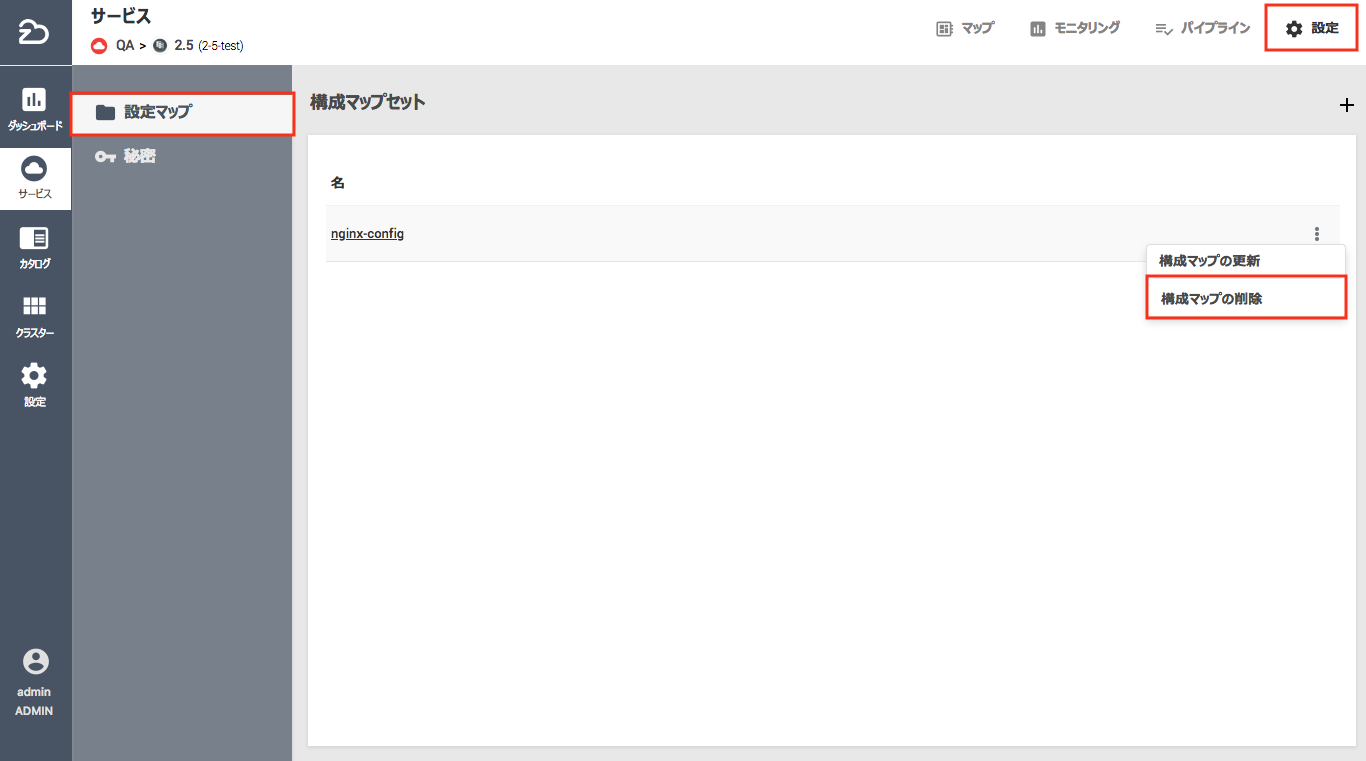 サービス
QA > 2.5 (2-5-test)
マップ
モニタリング
パイプライン
設定
ダッシュボード
サービス
カタログ
クラスター
設定
admin
ADMIN
設定マップ
秘密
構成マップセット
名
nginx-config
構成マップの更新
構成マップの削除